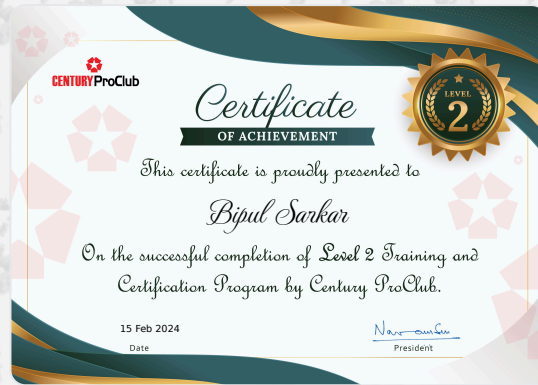 CENTURY ProClub
LEVEL
2
Certificate
OF ACHIEVEMENT
This certificate is proudly presented to
Bipul Sarkar
On the successful completion of Level 2 Training and
Certification Program by Century ProClub.
15 Feb 2024
Date
President